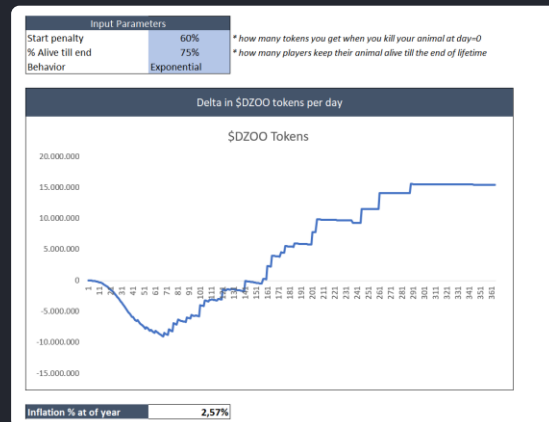 Input Parameters
Start penalty 60% * how many tokens you get when you kill your animal at day=0
% Alive till end 75% * how many players keep their animal alive till the end of lifetime
Behavior Exponential
Delta in $DZOO tokens per day
$DZOO Tokens
20.000.000
15.000.000
10.000.000
5.000.000
0
-5.000.000
-10.000.000
-15.000.000
1 11 21 31 41 51 61 71 81 91 101 111 121 131 141 151 161 171 181 191 201 211 221 231 241 251 261 271 281 291 301 311 321 331 341 351 361
Inflation % at of year 2,57%